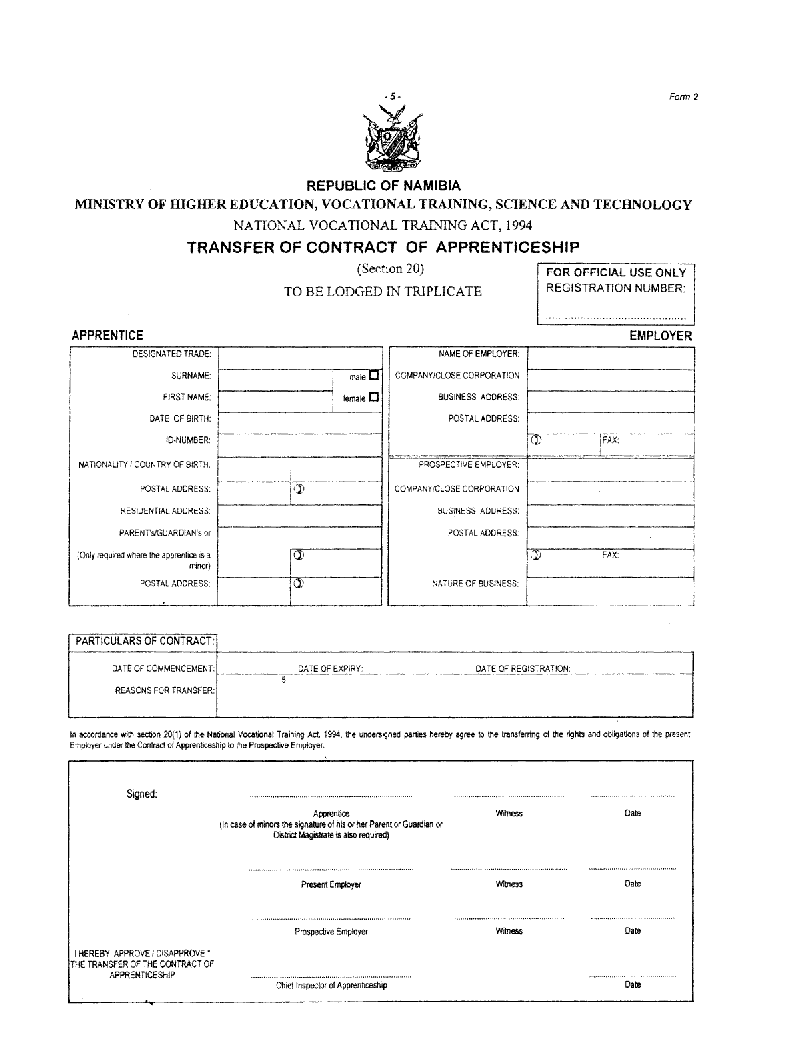 - 5 -
Form 2
REPUBLIC OF NAMIBIA
MINISTRY OF HIGHER EDUCATION, VOCATIONAL TRAINING, SCIENCE AND TECHNOLOGY
NATIONAL VOCATIONAL TRAINING ACT, 1994
TRANSFER OF CONTRACT OF APPRENTICESHIP
(Section 20)
TO BE LODGED IN TRIPLICATE
FOR OFFICIAL USE ONLY
REGISTRATION NUMBER:
APPRENTICE
DESIGNATED TRADE:
SURNAME:
male
FIRST NAME:
female
DATE OF BIRTH:
ID-NUMBER:
NATIONALITY / COUNTRY OF BIRTH:
POSTAL ADDRESS:
RESIDENTIAL ADDRESS:
PARENT's/GUARDIAN's or
(Only required where the apprentice is a
minor)
POSTAL ADDRESS:
EMPLOYER
NAME OF EMPLOYER:
COMPANY/CLOSE CORPORATION
BUSINESS ADDRESS:
POSTAL ADDRESS:
FAX:
PROSPECTIVE EMPLOYER:
COMPANY/CLOSE CORPORATION
BUSINESS ADDRESS:
POSTAL ADDRESS:
FAX:
NATURE OF BUSINESS:
PARTICULARS OF CONTRACT:
DATE OF COMMENCEMENT: DATE OF EXPIRY: DATE OF REGISTRATION:
REASONS FOR TRANSFER:
In accordance with section 20(1) of the National Vocational Training Act, 1994, the undersigned parties hereby agree to the transferring of the rights and obligations of the present
Employer under the Contract of Apprenticeship to the Prospective Employer.
Signed:
Apprentice Witness Date
(In case of minors the signature of his or her Parent or Guardian or
District Magistrate is also required)
Present Employer Witness Date
Prospective Employer Witness Date
I HEREBY APPROVE / DISAPPROVE *
THE TRANSFER OF THE CONTRACT OF
APPRENTICESHIP
Chief Inspector of Apprenticeship Date